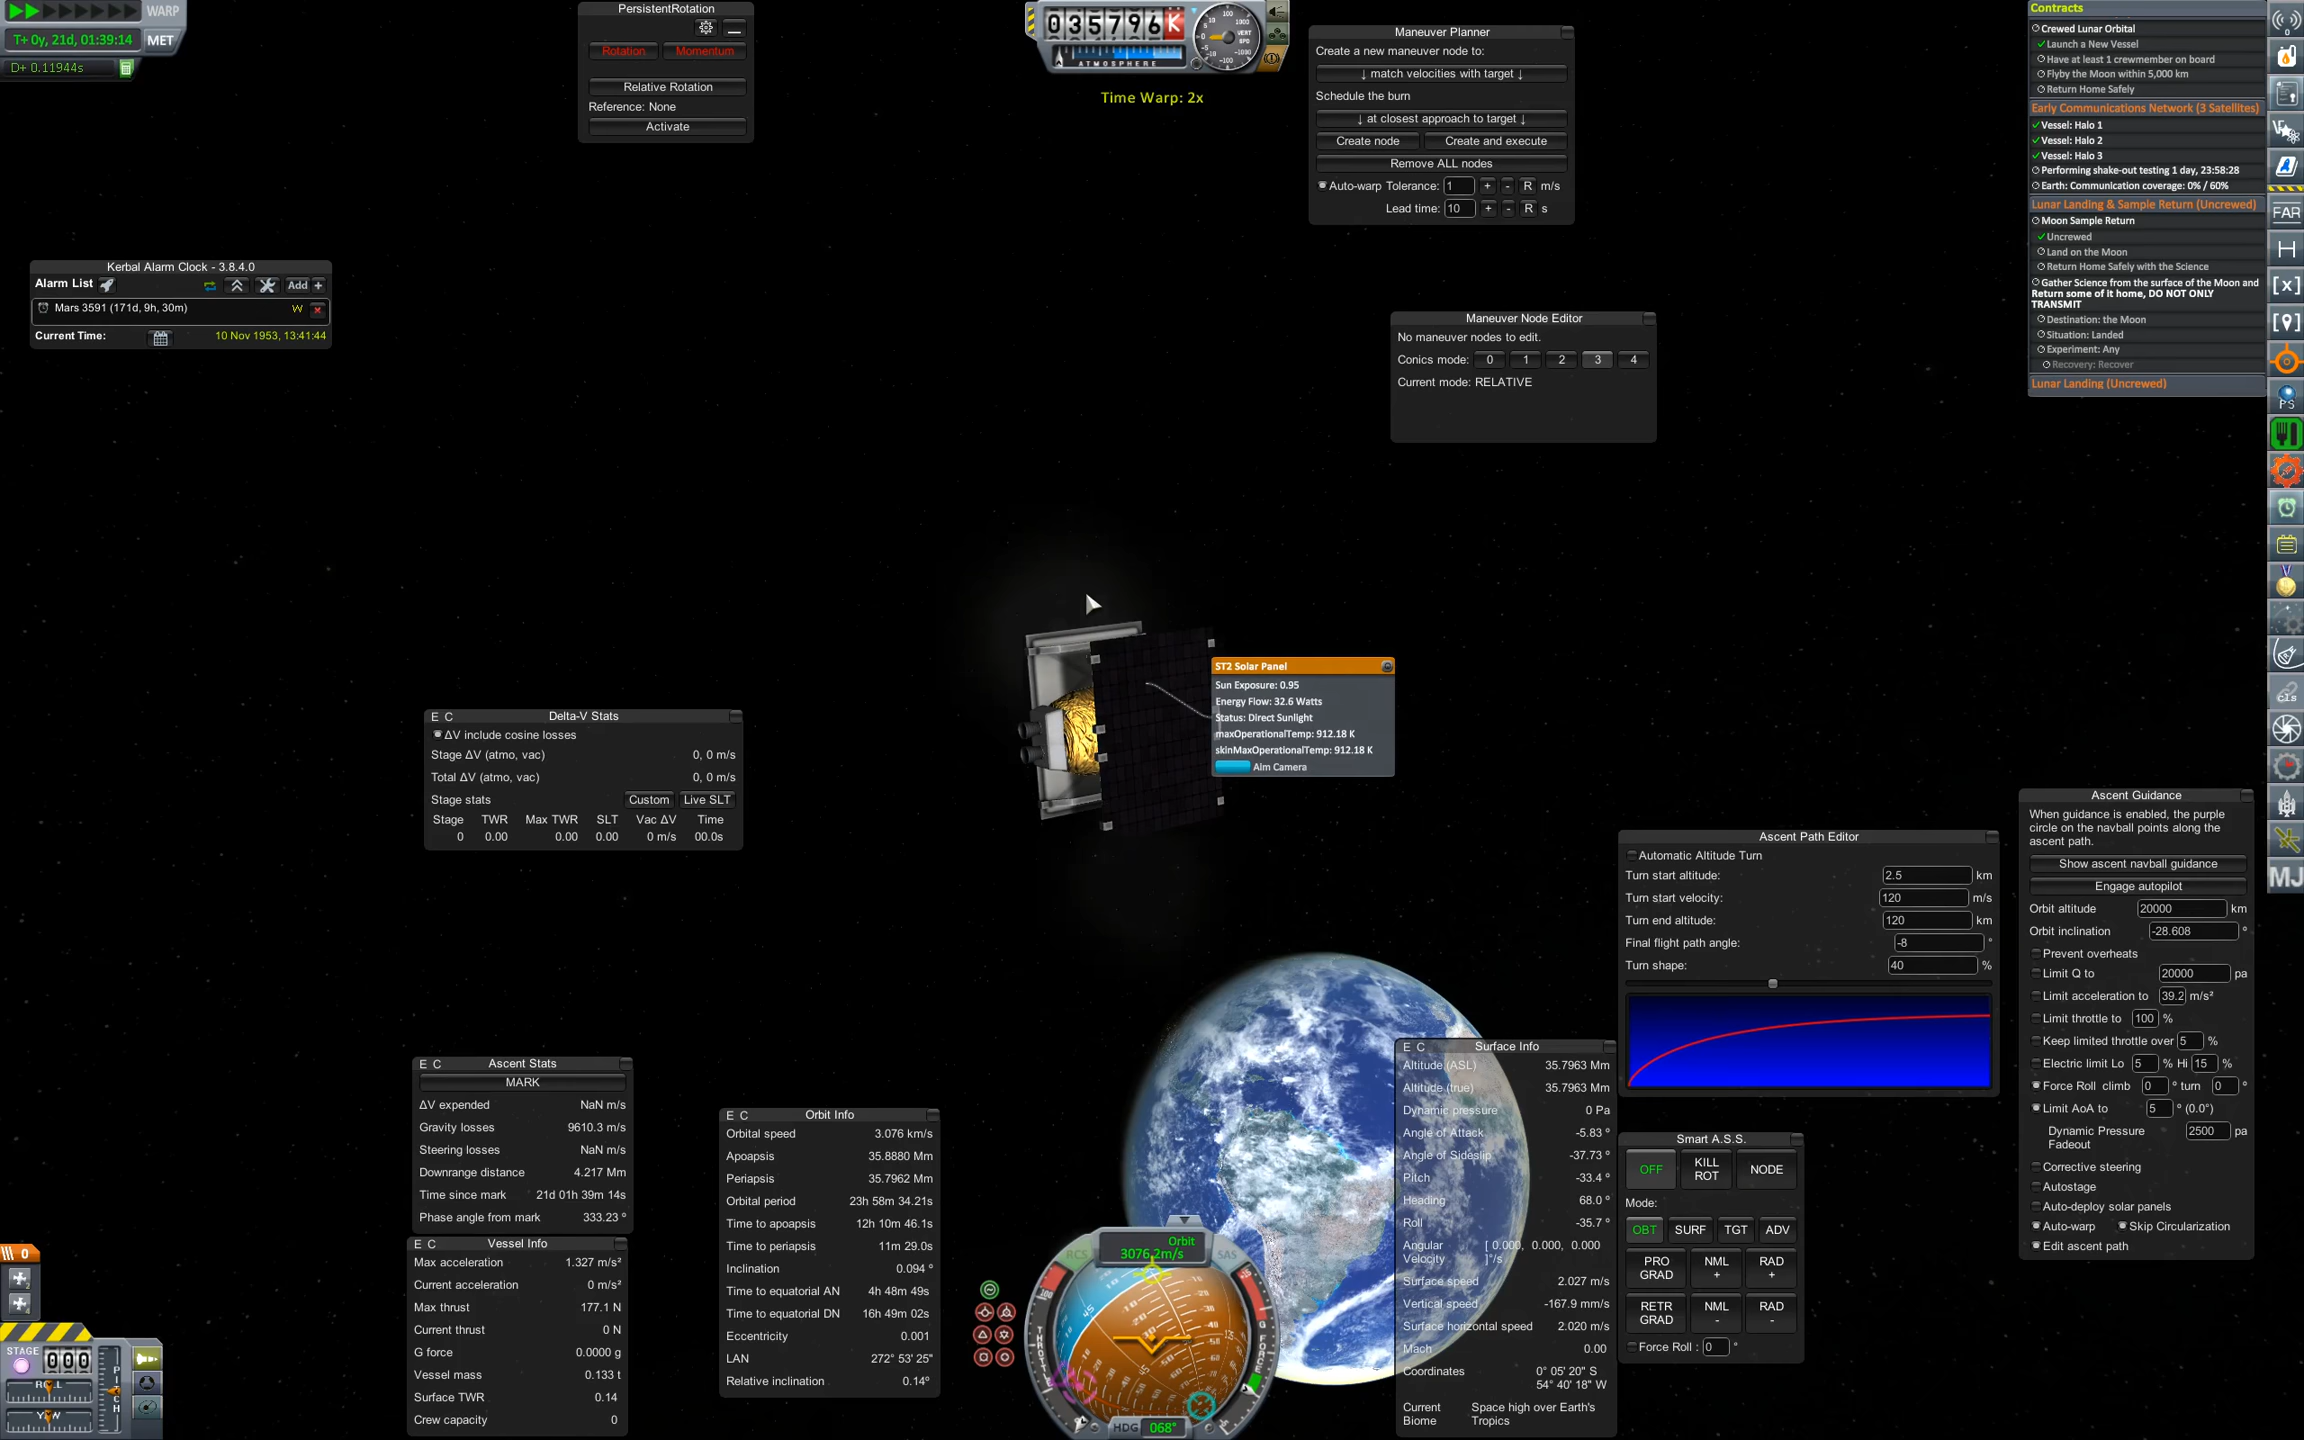 WARP
T+ 0y, 21d, 01:39:14 MET
D+ 0.11944s
PersistentRotation
Rotation Momentum
Relative Rotation
Reference: None
Activate
035796 K
ATMOSPHERE
Time Warp: 2x
Maneuver Planner
Create a new maneuver node to:
↓ match velocities with target ↓
Schedule the burn
↓ at closest approach to target ↓
Create node Create and execute
Remove ALL nodes
Auto-warp Tolerance: 1 + - R m/s
Lead time: 10 + - R s
Contracts
Crewed Lunar Orbital
Launch a New Vessel
Have at least 1 crewmember on board
Flyby the Moon within 5,000 km
Return Home Safely
Early Communications Network (3 Satellites)
Vessel: Halo 1
Vessel: Halo 2
Vessel: Halo 3
Performing shake-out testing 1 day, 23:58:28
Earth: Communication coverage: 0% / 60%
Lunar Landing & Sample Return (Uncrewed)
Moon Sample Return
Uncrewed
Land on the Moon
Return Home Safely with the Science
Gather Science from the surface of the Moon and
Return some of it home, DO NOT ONLY
TRANSMIT
Destination: the Moon
Situation: Landed
Experiment: Any
Recovery: Recover
Lunar Landing (Uncrewed)
FAR
PS
cls
MJ
Kerbal Alarm Clock - 3.8.4.0
Alarm List Add +
Mars 3591 (171d, 9h, 30m) W x
Current Time: 10 Nov 1953, 13:41:44
Maneuver Node Editor
No maneuver nodes to edit.
Conics mode: 0 1 2 3 4
Current mode: RELATIVE
ST2 Solar Panel
Sun Exposure: 0.95
Energy Flow: 32.6 Watts
Status: Direct Sunlight
maxOperationalTemp: 912.18 K
skinMaxOperationalTemp: 912.18 K
Aim Camera
E C Delta-V Stats
ΔV include cosine losses
Stage ΔV (atmo, vac) 0, 0 m/s
Total ΔV (atmo, vac) 0, 0 m/s
Stage stats Custom Live SLT
Stage TWR Max TWR SLT Vac ΔV Time
0 0.00 0.00 0.00 0 m/s 00.0s
Ascent Path Editor
Automatic Altitude Turn
Turn start altitude: 2.5 km
Turn start velocity: 120 m/s
Turn end altitude: 120 km
Final flight path angle: -8 °
Turn shape: 40 %
Ascent Guidance
When guidance is enabled, the purple
circle on the navball points along the
ascent path.
Show ascent navball guidance
Engage autopilot
Orbit altitude 20000 km
Orbit inclination -28.608 °
Prevent overheats
Limit Q to 20000 pa
Limit acceleration to 39.2 m/s²
Limit throttle to 100 %
Keep limited throttle over 5 %
Electric limit Lo 5 % Hi 15 %
Force Roll climb 0 ° turn 0 °
Limit AoA to 5 ° (0.0°)
Dynamic Pressure
Fadeout 2500 pa
Corrective steering
Autostage
Auto-deploy solar panels
Auto-warp Skip Circularization
Edit ascent path
E C Ascent Stats
MARK
ΔV expended NaN m/s
Gravity losses 9610.3 m/s
Steering losses NaN m/s
Downrange distance 4.217 Mm
Time since mark 21d 01h 39m 14s
Phase angle from mark 333.23 °
E C Vessel Info
Max acceleration 1.327 m/s²
Current acceleration 0 m/s²
Max thrust 177.1 N
Current thrust 0 N
G force 0.0000 g
Vessel mass 0.133 t
Surface TWR 0.14
Crew capacity 0
E C Orbit Info
Orbital speed 3.076 km/s
Apoapsis 35.8880 Mm
Periapsis 35.7962 Mm
Orbital period 23h 58m 34.21s
Time to apoapsis 12h 10m 46.1s
Time to periapsis 11m 29.0s
Inclination 0.094 °
Time to equatorial AN 4h 48m 49s
Time to equatorial DN 16h 49m 02s
Eccentricity 0.001
LAN 272° 53' 25"
Relative inclination 0.14º
E C Surface Info
Altitude (ASL) 35.7963 Mm
Altitude (true) 35.7963 Mm
Dynamic pressure 0 Pa
Angle of Attack -5.83 °
Angle of Sideslip -37.73 °
Pitch -33.4 °
Heading 68.0 °
Roll -35.7 °
Angular
Velocity [ 0.000, 0.000, 0.000
]°/s
Surface speed 2.027 m/s
Vertical speed -167.9 mm/s
Surface horizontal speed 2.020 m/s
Mach 0.00
Coordinates 0° 05' 20" S
54° 40' 18" W
Current
Biome Space high over Earth's
Tropics
Smart A.S.S.
OFF KILL
ROT NODE
Mode:
OBT SURF TGT ADV
PRO
GRAD NML
+ RAD
+
RETR
GRAD NML
- RAD
-
Force Roll : 0 °
RCS Orbit SAS
3076.2m/s
HDG 068°
0
STAGE 000
ROLL
YAW
PITCH